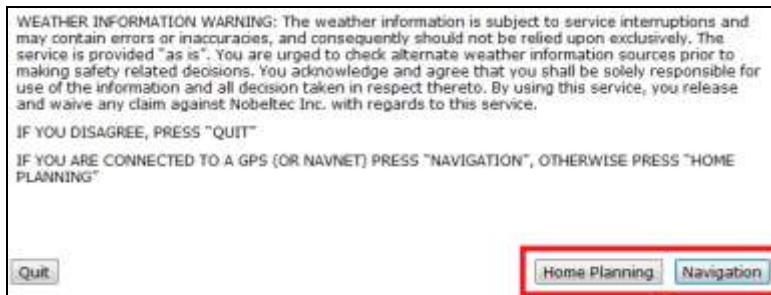 WEATHER INFORMATION WARNING: The weather information is subject to service interruptions and
may contain errors or inaccuracies, and consequently should not be relied upon exclusively. The
service is provided "as is". You are urged to check alternate weather information sources prior to
making safety related decisions. You acknowledge and agree that you shall be solely responsible for
use of the information and all decision taken in respect thereto. By using this service, you release
and waive any claim against Nobeltec Inc. with regards to this service.
IF YOU DISAGREE, PRESS "QUIT"
IF YOU ARE CONNECTED TO A GPS (OR NAVNET) PRESS "NAVIGATION", OTHERWISE PRESS "HOME
PLANNING"
Quit Home Planning Navigation